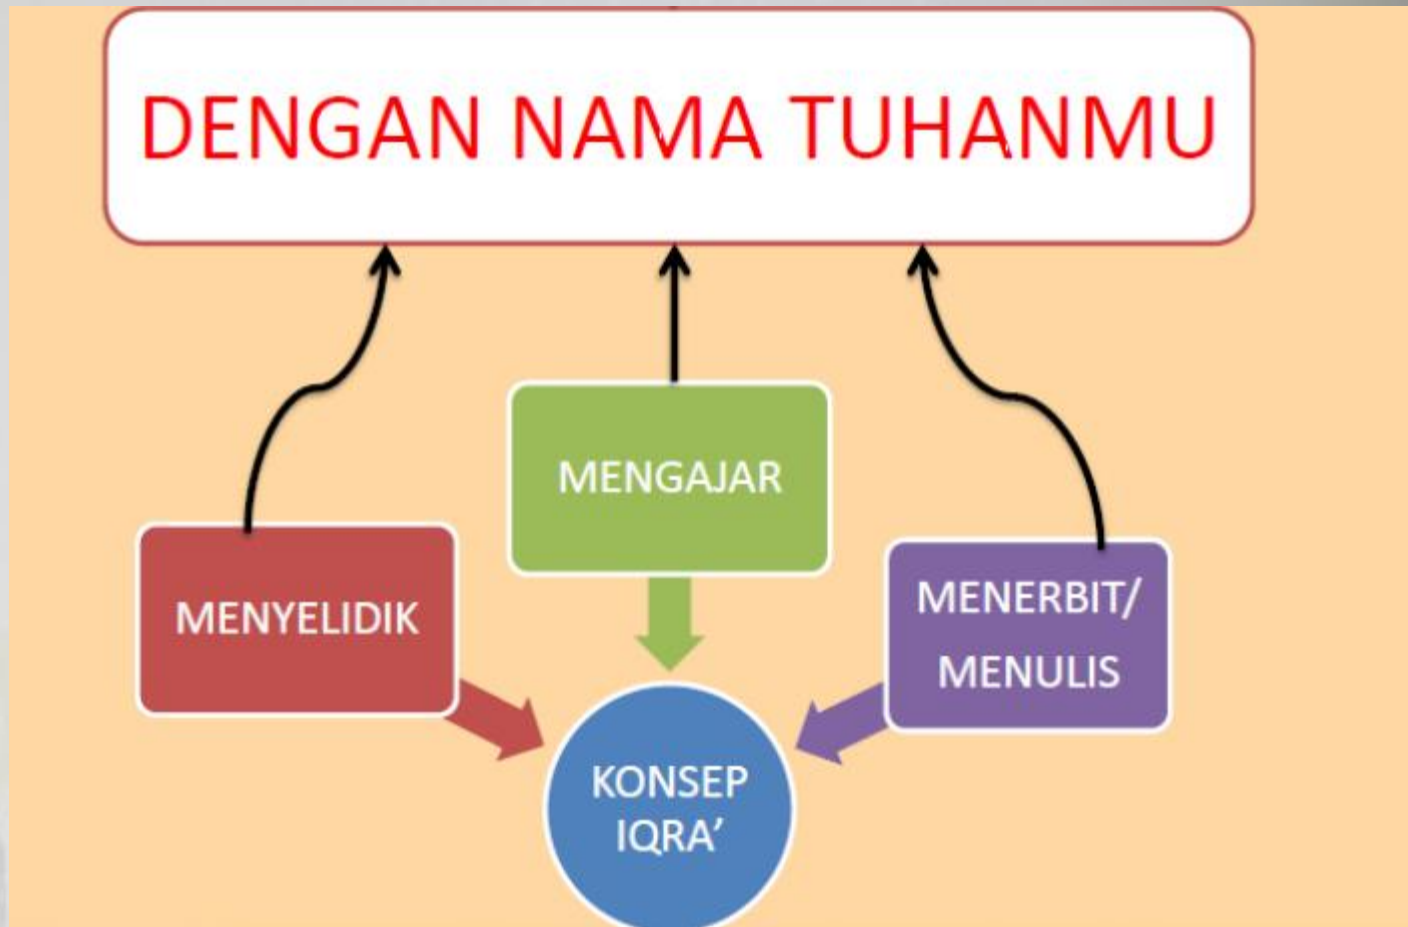 DENGAN NAMA TUHANMU
MENGAJAR
MENYELIDIK
MENERBIT/
MENULIS
KONSEP
IQRA’